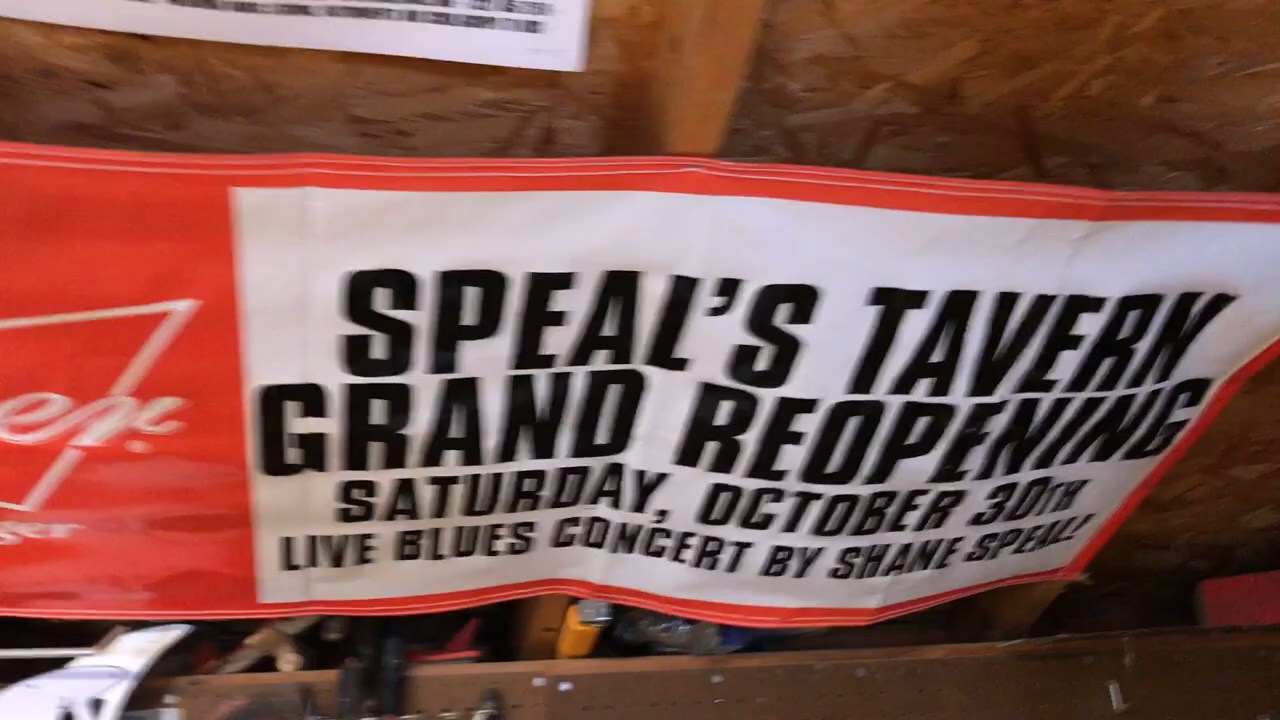 SPEAL'S TAVERN
GRAND REOPENING
SATURDAY, OCTOBER 30TH
LIVE BLUES CONCERT BY SHANE SPEAL!